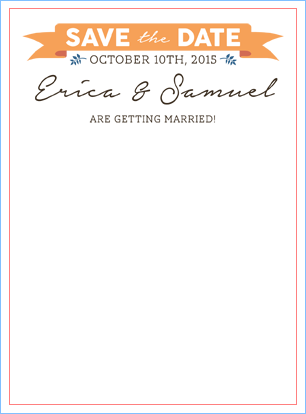 SAVE the DATE
OCTOBER 10TH, 2015
Erica & Samuel
ARE GETTING MARRIED!